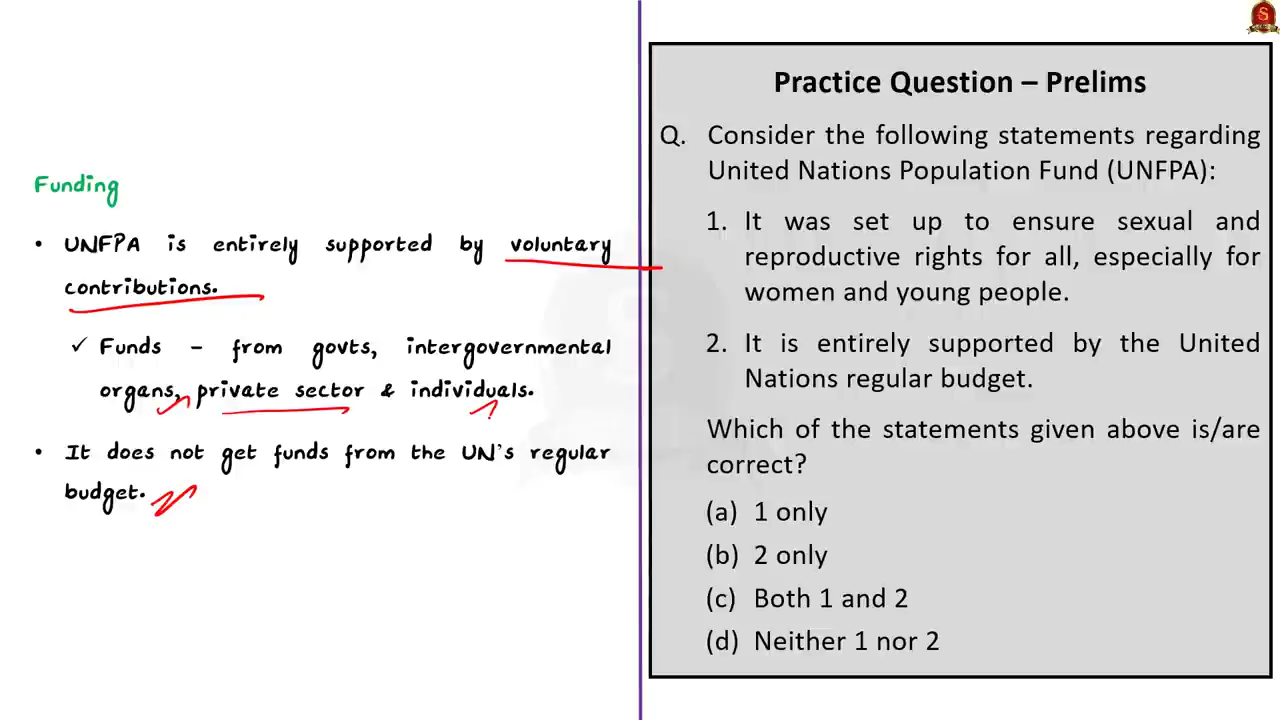 Funding
• UNFPA is entirely supported by voluntary
contributions.
✓ Funds - from govts, intergovernmental
organs, private sector & individuals.
• It does not get funds from the UN's regular
budget.
Practice Question – Prelims
Q. Consider the following statements regarding
United Nations Population Fund (UNFPA):
1. It was set up to ensure sexual and
reproductive rights for all, especially for
women and young people.
2. It is entirely supported by the United
Nations regular budget.
Which of the statements given above is/are
correct?
(a) 1 only
(b) 2 only
(c) Both 1 and 2
(d) Neither 1 nor 2